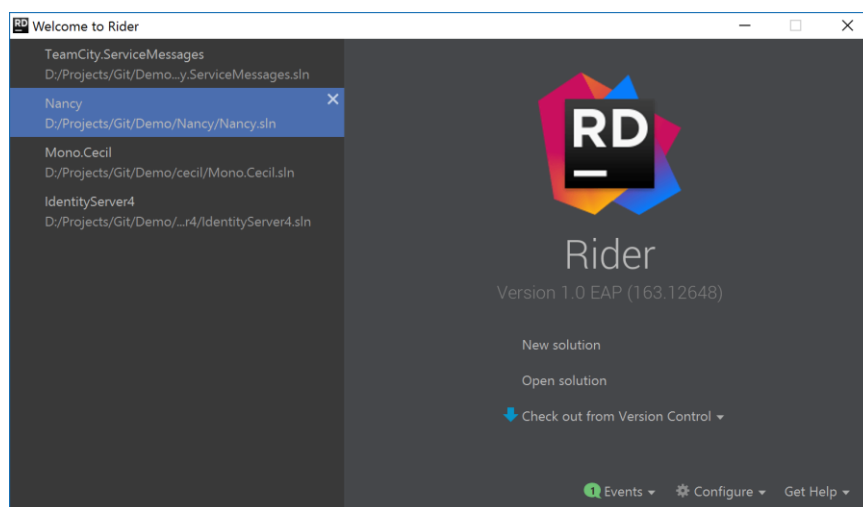 RD Welcome to Rider
TeamCity.ServiceMessages
D:/Projects/Git/Demo...y.ServiceMessages.sln
Nancy
D:/Projects/Git/Demo/Nancy/Nancy.sln
Mono.Cecil
D:/Projects/Git/Demo/cecil/Mono.Cecil.sln
IdentityServer4
D:/Projects/Git/Demo/...r4/IdentityServer4.sln
RD
Rider
Version 1.0 EAP (163.12648)
New solution
Open solution
Check out from Version Control
1 Events Configure Get Help